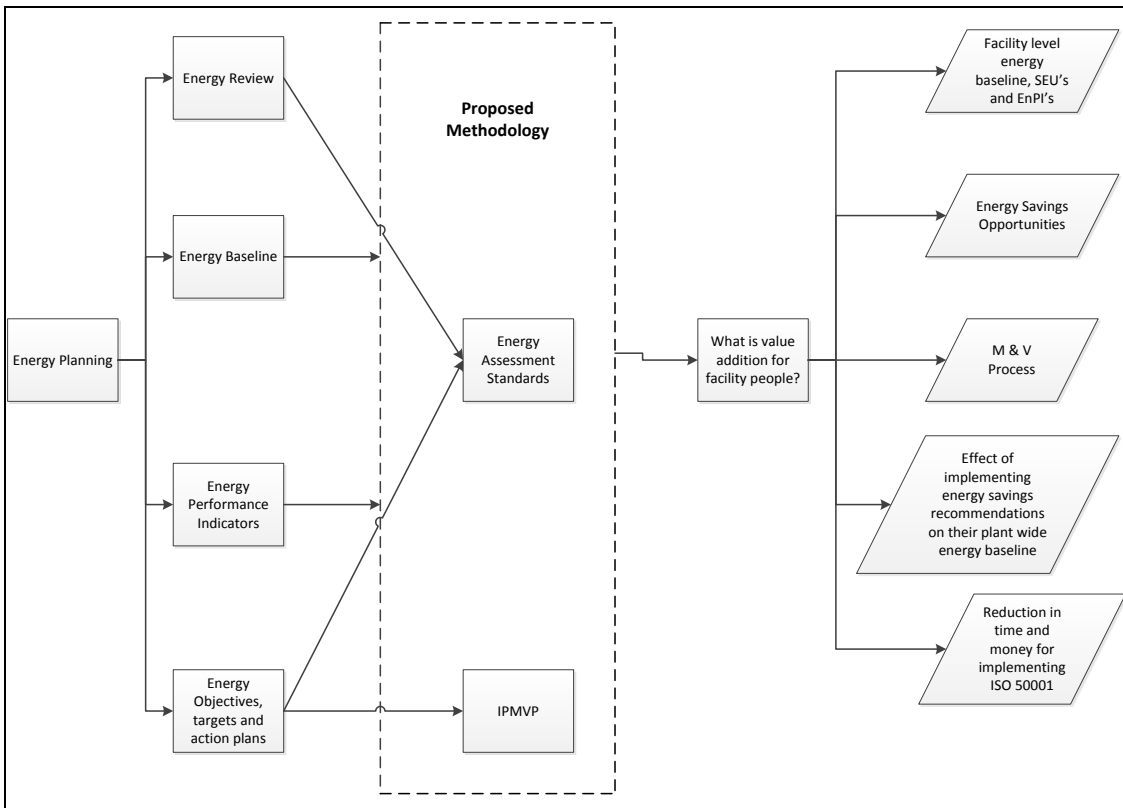 Energy Planning
Energy Review
Energy Baseline
Energy
Performance
Indicators
Energy
Objectives,
targets and
action plans
Proposed
Methodology
Energy
Assessment
Standards
IPMVP
What is value
addition for
facility people?
Facility level
energy
baseline, SEU’s
and EnPI’s
Energy Savings
Opportunities
M & V
Process
Effect of
implementing
energy savings
recommendations
on their plant wide
energy baseline
Reduction in
time and
money for
implementing
ISO 50001